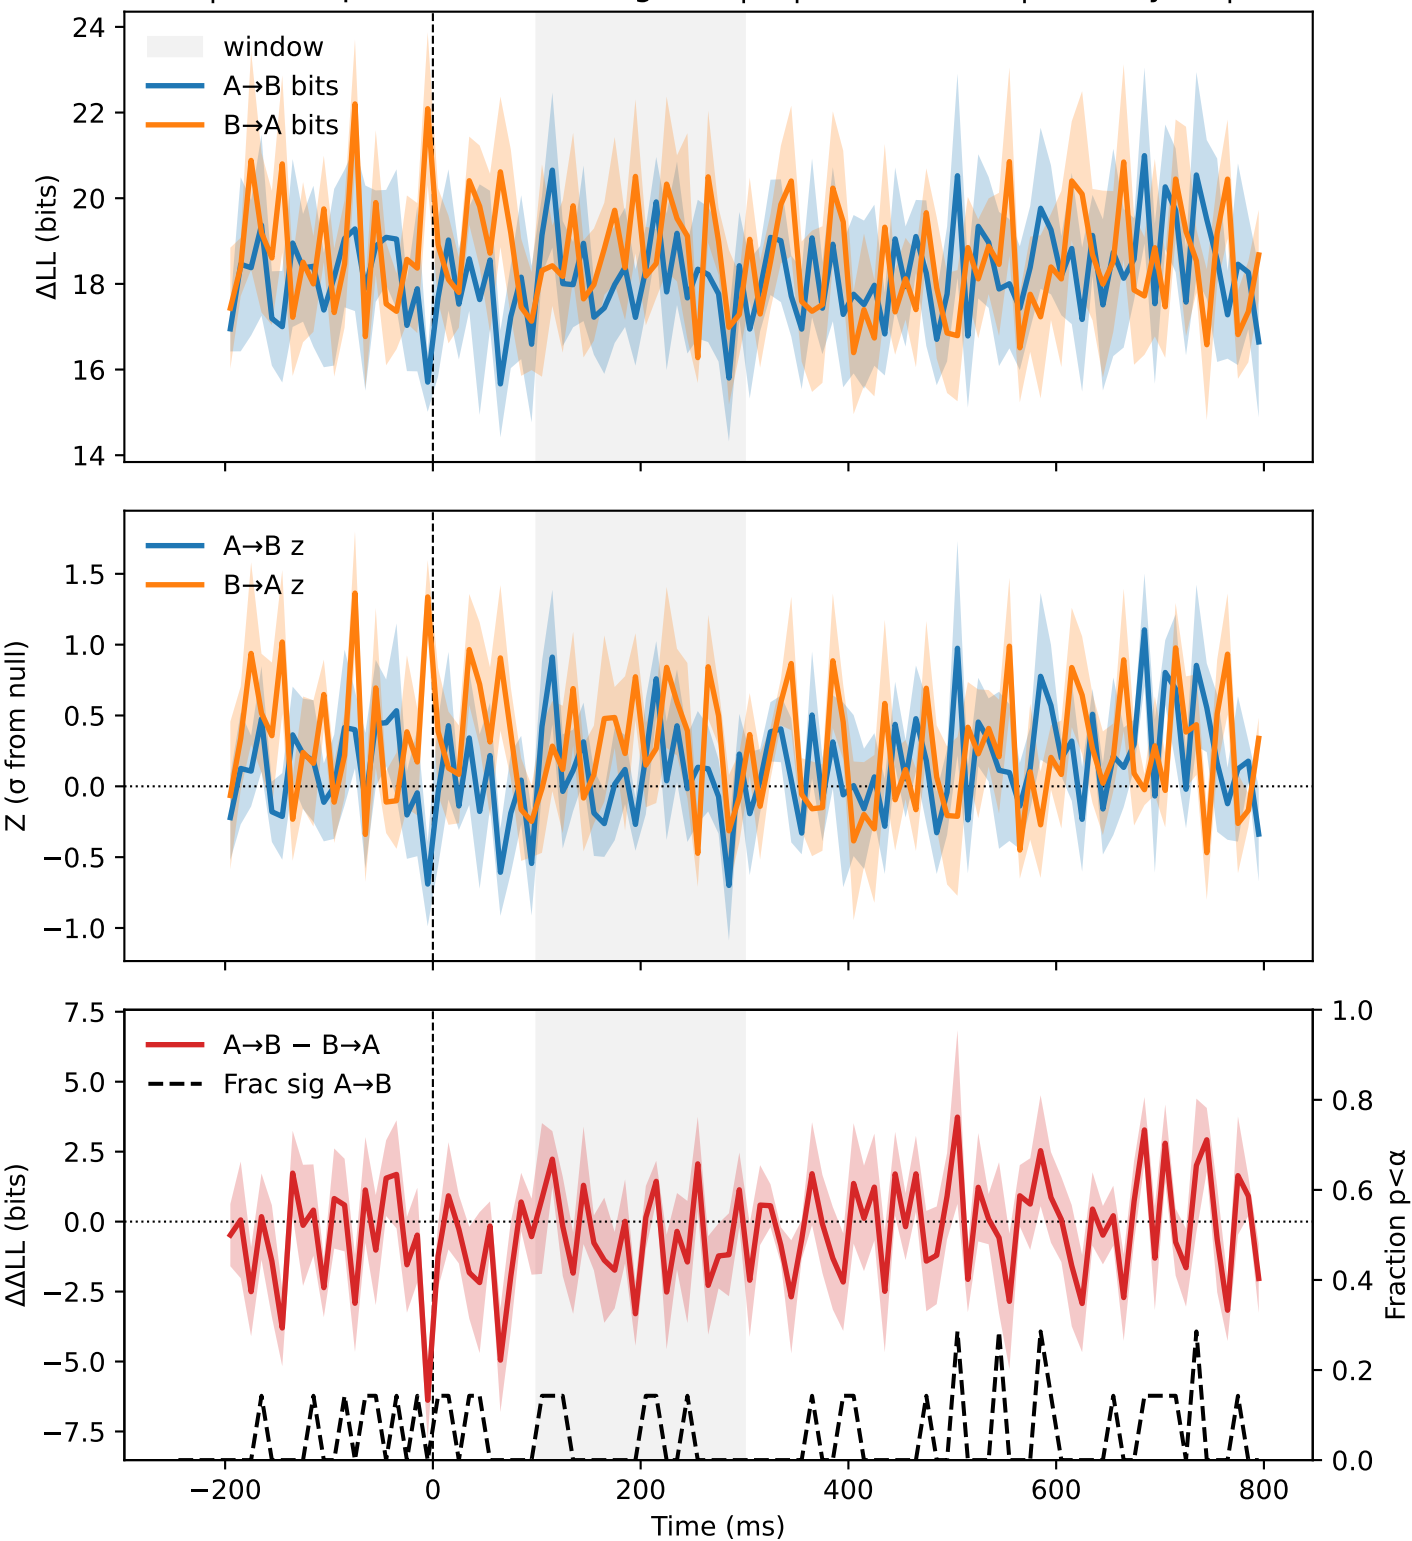 24
22
20
18
16
14
ΔLL (bits)
window
A→B bits
B→A bits
1.5
1.0
0.5
0.0
−0.5
−1.0
Z (σ from null)
A→B z
B→A z
7.5
5.0
2.5
0.0
−2.5
−5.0
−7.5
ΔΔLL (bits)
A→B − B→A
Frac sig A→B
1.0
0.8
0.6
0.4
0.2
0.0
Fraction p<α
−200
0
200
400
600
800
Time (ms)